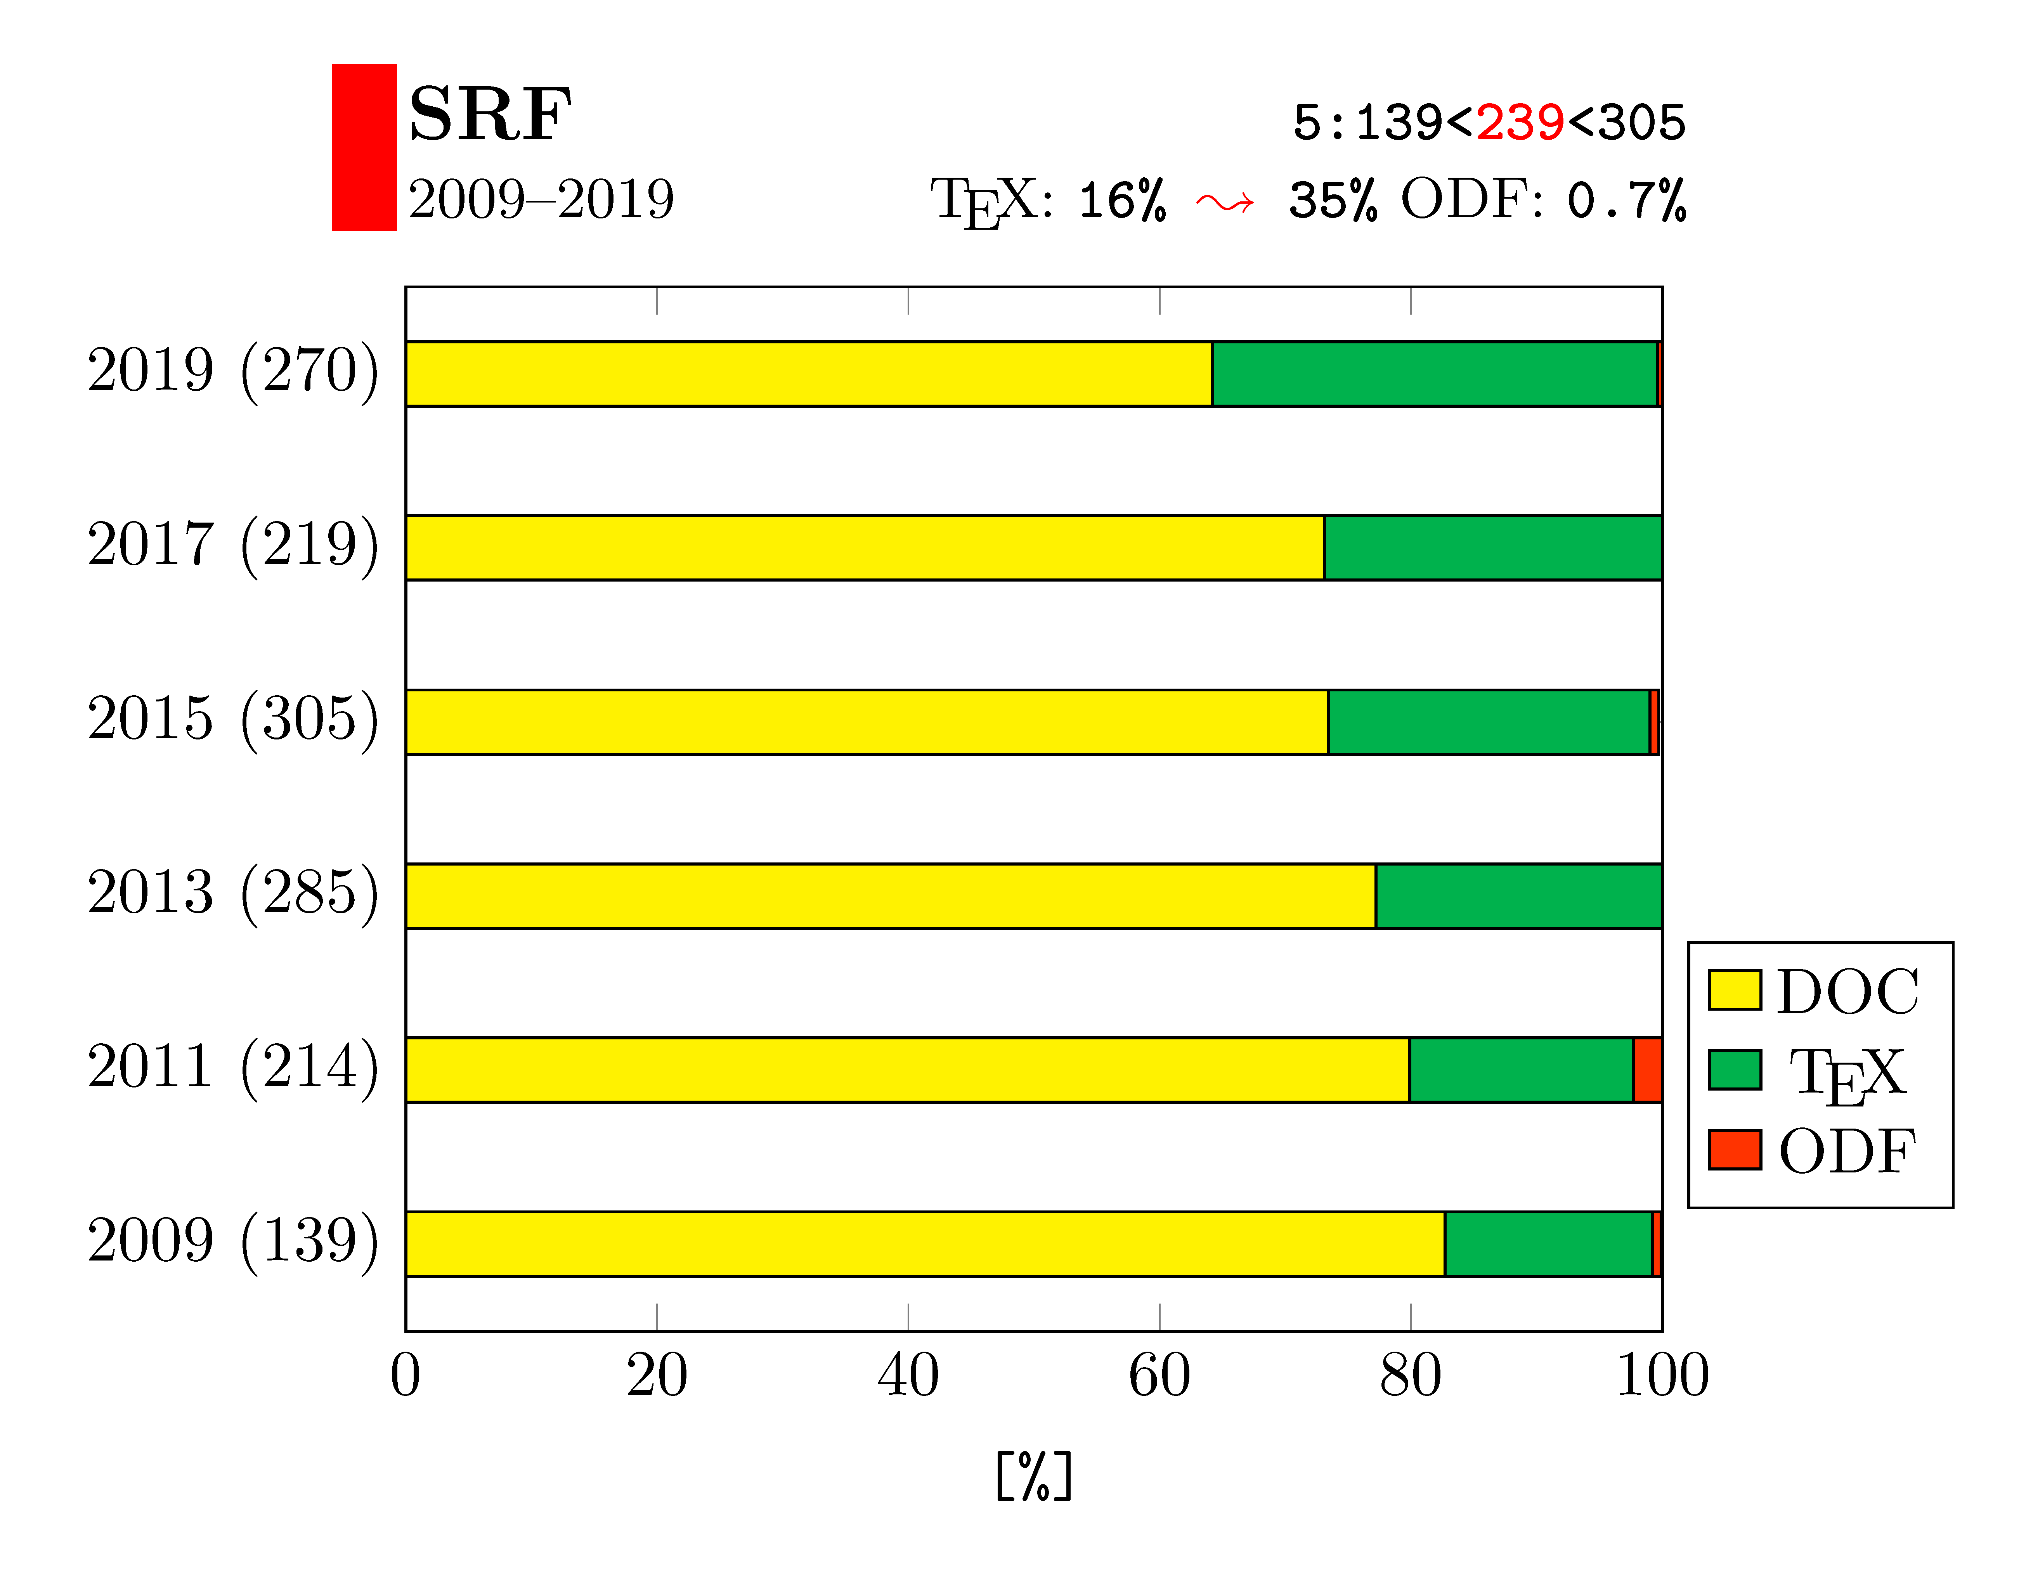 SRF
5:139<239<305
2009–2019
TEX: 16% ⇝ 35% ODF: 0.7%
2019 (270)
2017 (219)
2015 (305)
2013 (285)
2011 (214)
2009 (139)
DOC
TEX
ODF
0 20 40 60 80 100
[%]